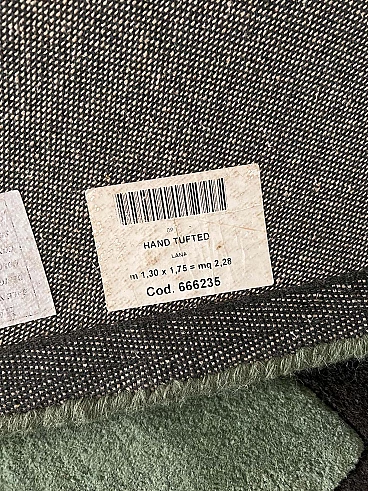 HAND TUFTED
LANA
m 1,30 x 1,75 = mq 2,28
Cod. 666235